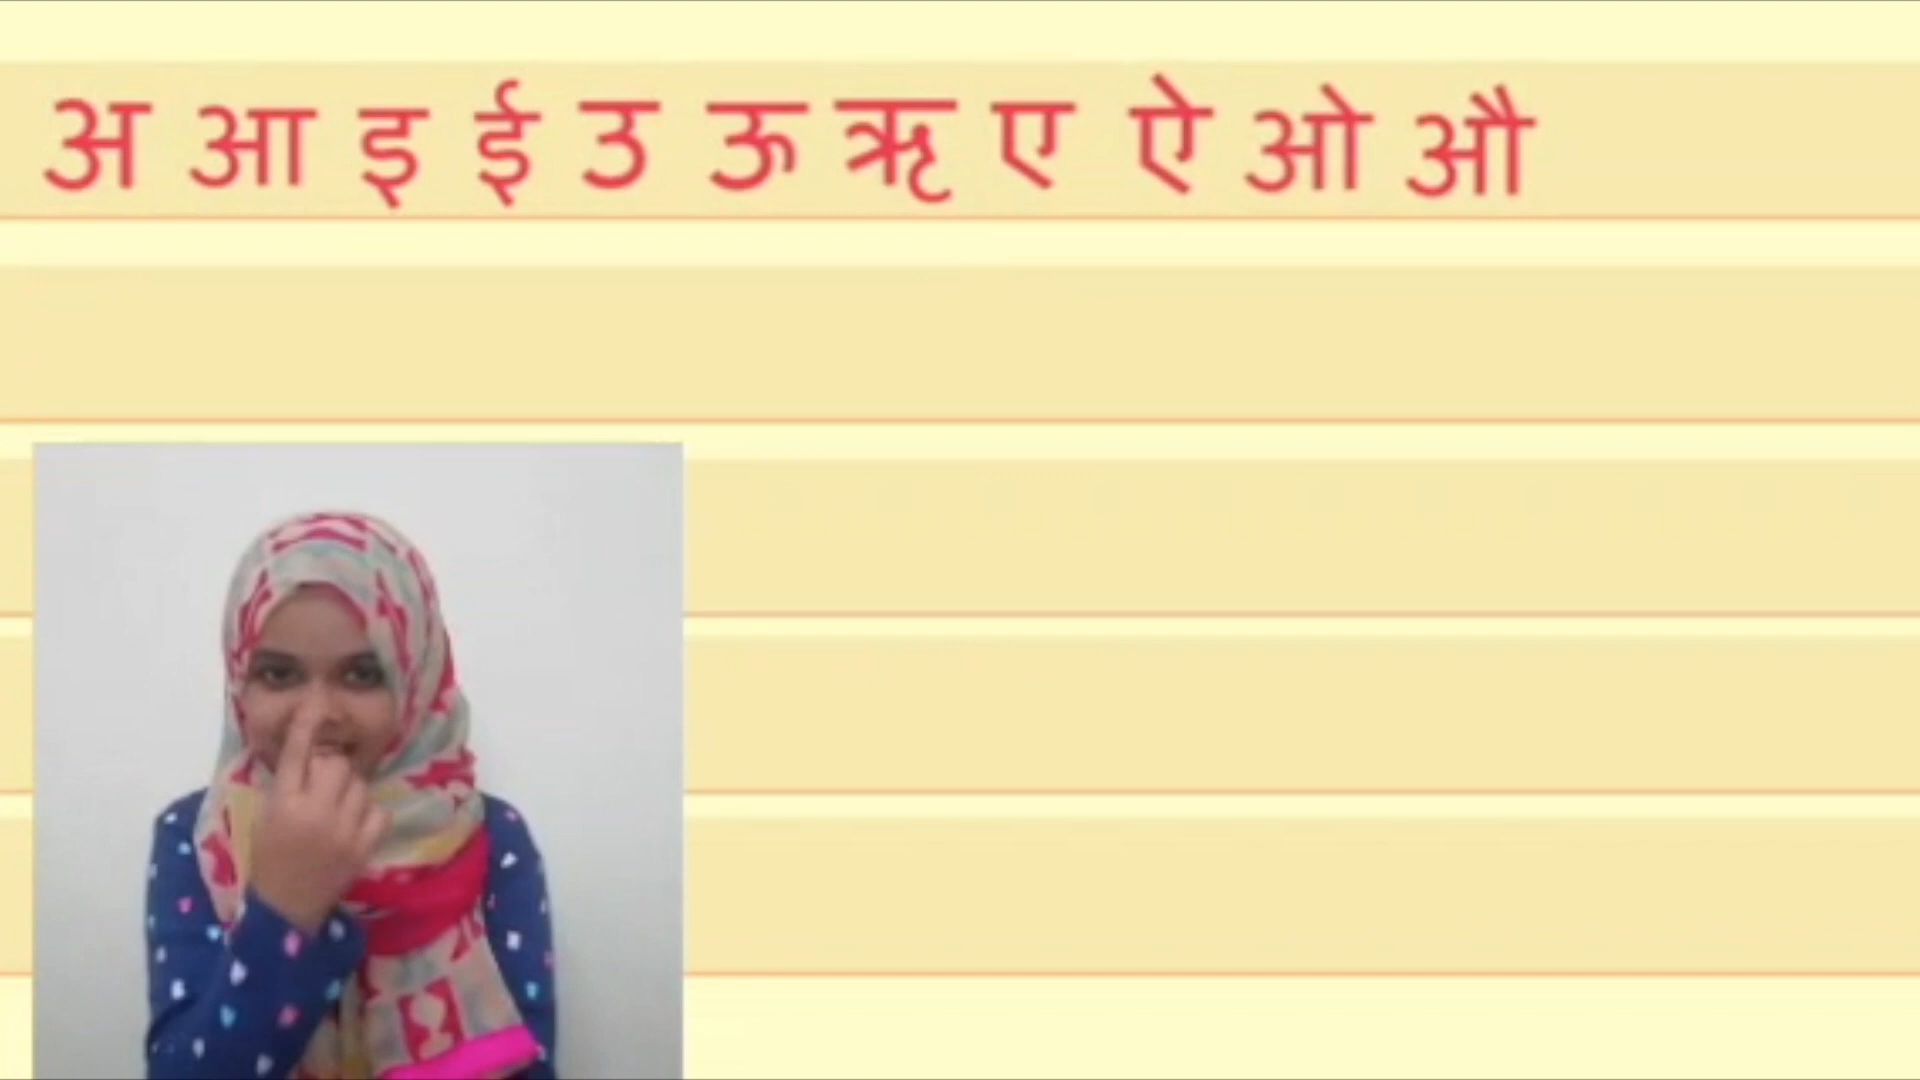 अ आ इ ई उ ऊ ऋ ए ऐ ओ औ